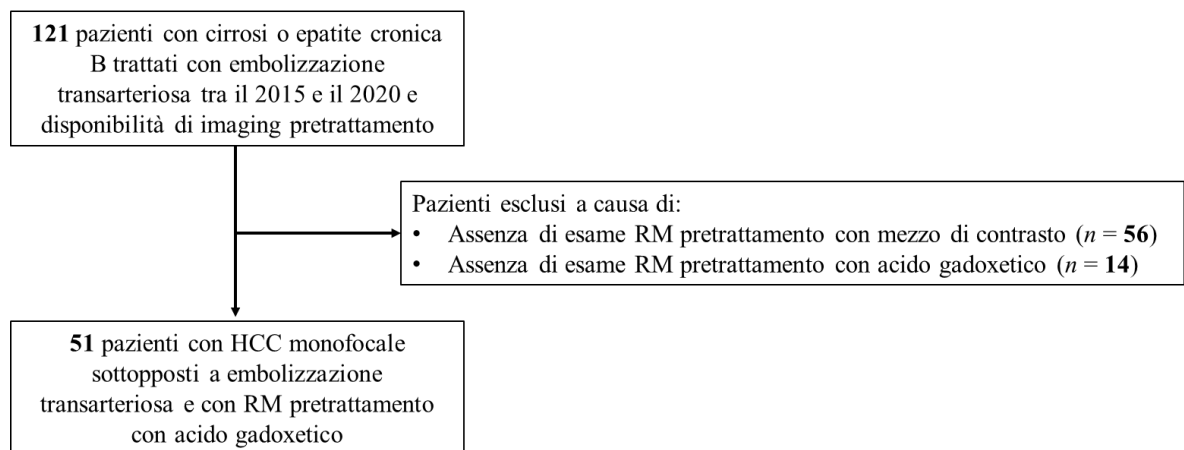 121 pazienti con cirrosi o epatite cronica
B trattati con embolizzazione
transarteriosa tra il 2015 e il 2020 e
disponibilità di imaging pretrattamento
Pazienti esclusi a causa di:
• Assenza di esame RM pretrattamento con mezzo di contrasto (n = 56)
• Assenza di esame RM pretrattamento con acido gadoxetico (n = 14)
51 pazienti con HCC monofocale
sottopposti a embolizzazione
transarteriosa e con RM pretrattamento
con acido gadoxetico